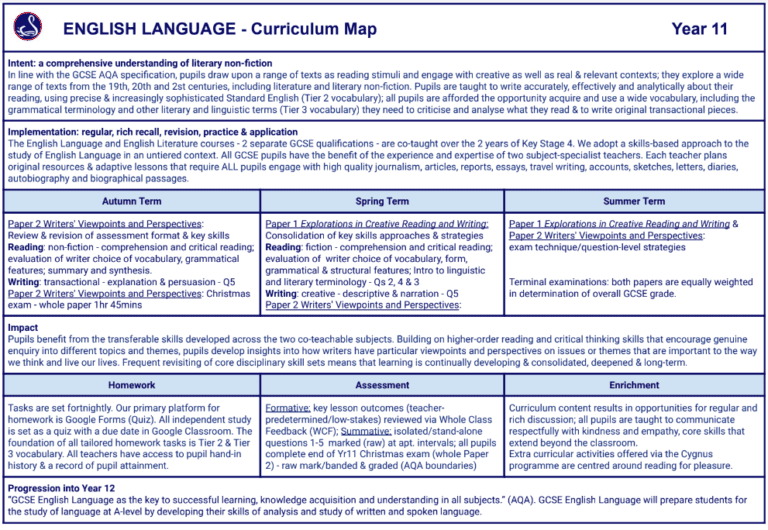 ENGLISH LANGUAGE - Curriculum Map
Year 11
Intent: a comprehensive understanding of literary non-fiction
In line with the GCSE AQA specification, pupils draw upon a range of texts as reading stimuli and engage with creative as well as real & relevant contexts; they explore a wide
range of texts from the 19th, 20th and 2st centuries, including literature and literary non-fiction. Pupils are taught to write accurately, effectively and analytically about their
reading, using precise & increasingly sophisticated Standard English (Tier 2 vocabulary); all pupils are afforded the opportunity acquire and use a wide vocabulary, including the
grammatical terminology and other literary and linguistic terms (Tier 3 vocabulary) they need to criticise and analyse what they read & to write original transactional pieces.
Implementation: regular, rich recall, revision, practice & application
The English Language and English Literature courses - 2 separate GCSE qualifications - are co-taught over the 2 years of Key Stage 4. We adopt a skills-based approach to the
study of English Language in an untiered context. All GCSE pupils have the benefit of the experience and expertise of two subject-specialist teachers. Each teacher plans
original resources & adaptive lessons that require ALL pupils engage with high quality journalism, articles, reports, essays, travel writing, accounts, sketches, letters, diaries,
autobiography and biographical passages.
Autumn Term
Paper 2 Writers' Viewpoints and Perspectives:
Review & revision of assessment format & key skills
Reading: non-fiction - comprehension and critical reading;
evaluation of writer choice of vocabulary, grammatical
features; summary and synthesis.
Writing: transactional - explanation & persuasion - Q5
Paper 2 Writers' Viewpoints and Perspectives: Christmas
exam - whole paper 1hr 45mins
Spring Term
Paper 1 Explorations in Creative Reading and Writing:
Consolidation of key skills approaches & strategies
Reading: fiction - comprehension and critical reading;
evaluation of writer choice of vocabulary, form,
grammatical & structural features; Intro to linguistic
and literary terminology - Qs 2, 4 & 3
Writing: creative - descriptive & narration - Q5
Paper 2 Writers' Viewpoints and Perspectives:
Summer Term
Paper 1 Explorations in Creative Reading and Writing &
Paper 2 Writers' Viewpoints and Perspectives:
exam technique/question-level strategies
Terminal examinations: both papers are equally weighted
in determination of overall GCSE grade.
Impact
Pupils benefit from the transferable skills developed across the two co-teachable subjects. Building on higher-order reading and critical thinking skills that encourage genuine
enquiry into different topics and themes, pupils develop insights into how writers have particular viewpoints and perspectives on issues or themes that are important to the way
we think and live our lives. Frequent revisiting of core disciplinary skill sets means that learning is continually developing & consolidated, deepened & long-term.
Homework
Tasks are set fortnightly. Our primary platform for
homework is Google Forms (Quiz). All independent study
is set as a quiz with a due date in Google Classroom. The
foundation of all tailored homework tasks is Tier 2 & Tier
3 vocabulary. All teachers have access to pupil hand-in
history & a record of pupil attainment.
Assessment
Formative: key lesson outcomes (teacher-
predetermined/low-stakes) reviewed via Whole Class
Feedback (WCF); Summative: isolated/stand-alone
questions 1-5 marked (raw) at apt. intervals; all pupils
complete end of Yr11 Christmas exam (whole Paper
2) - raw mark/banded & graded (AQA boundaries)
Enrichment
Curriculum content results in opportunities for regular and
rich discussion; all pupils are taught to communicate
respectfully with kindness and empathy, core skills that
extend beyond the classroom.
Extra curricular activities offered via the Cygnus
programme are centred around reading for pleasure.
Progression into Year 12
“GCSE English Language as the key to successful learning, knowledge acquisition and understanding in all subjects.” (AQA). GCSE English Language will prepare students for
the study of language at A-level by developing their skills of analysis and study of written and spoken language.